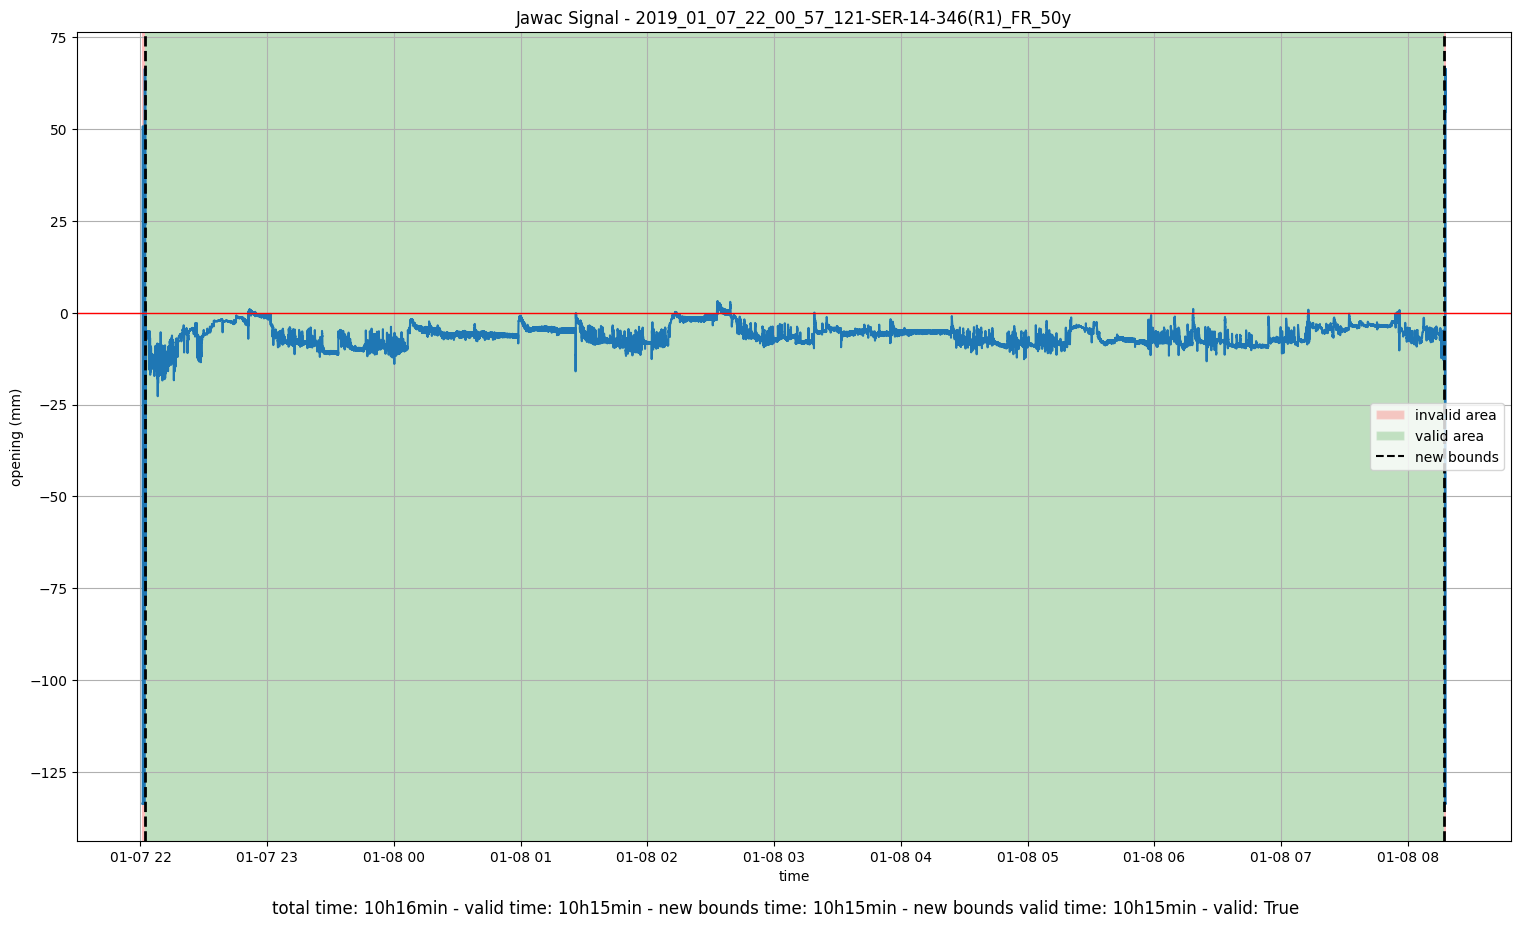 Jawac Signal - 2019_01_07_22_00_57_121-SER-14-346(R1)_FR_50y
75
50
25
0
−25
−50
−75
−100
−125
opening (mm)
invalid area
valid area
new bounds
01-07 22
01-07 23
01-08 00
01-08 01
01-08 02
01-08 03
01-08 04
01-08 05
01-08 06
01-08 07
01-08 08
time
total time: 10h16min - valid time: 10h15min - new bounds time: 10h15min - new bounds valid time: 10h15min - valid: True